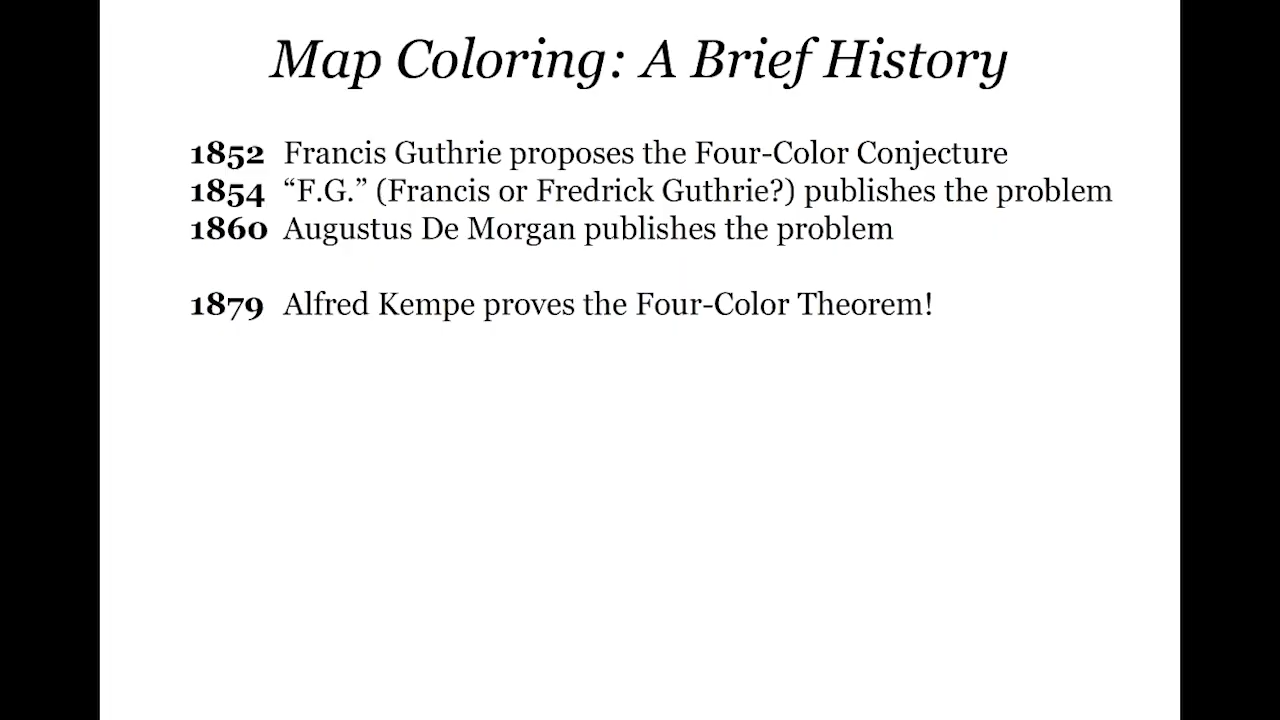 Map Coloring: A Brief History
1852 Francis Guthrie proposes the Four-Color Conjecture
1854 “F.G.” (Francis or Fredrick Guthrie?) publishes the problem
1860 Augustus De Morgan publishes the problem
1879 Alfred Kempe proves the Four-Color Theorem!